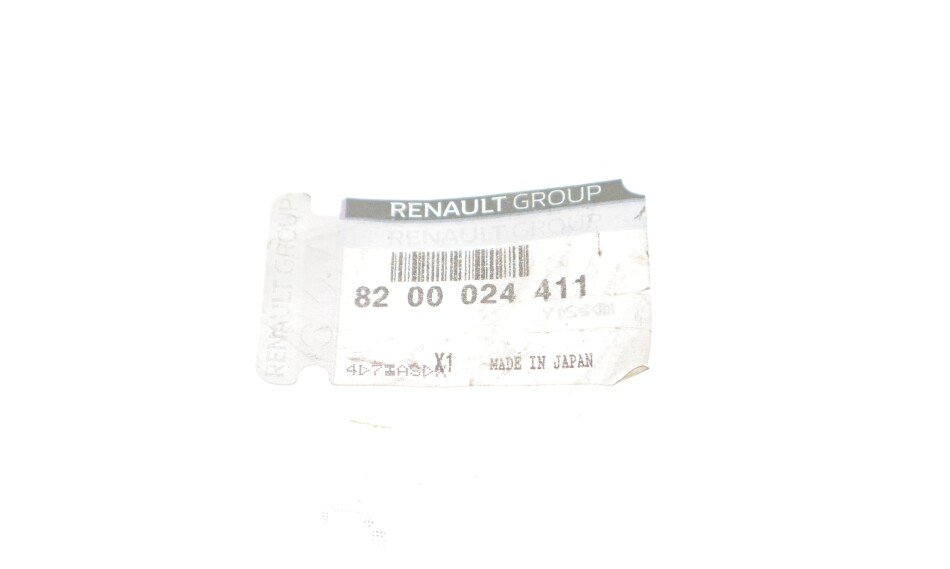 RENAULT GROUP
RENAULT GROUP
RENAULT GROUP
82 00 024 411
X1 MADE IN JAPAN